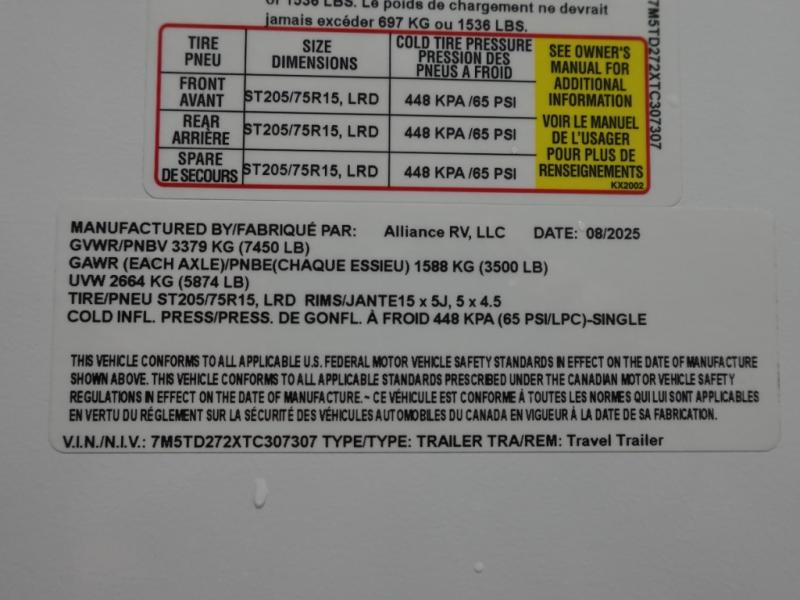 or 1536 LBS. Le poids de chargement ne devrait
jamais excéder 697 KG ou 1536 LBS.
TIRE PNEU
SIZE DIMENSIONS
COLD TIRE PRESSURE PRESSION DES PNEUS A FROID
SEE OWNER'S MANUAL FOR ADDITIONAL INFORMATION
FRONT AVANT
ST205/75R15, LRD
448 KPA /65 PSI
REAR ARRIÈRE
ST205/75R15, LRD
448 KPA /65 PSI
VOIR LE MANUEL DE L'USAGER POUR PLUS DE RENSEIGNEMENTS
SPARE DE SECOURS
ST205/75R15, LRD
448 KPA /65 PSI
KX2002
7M5TD272XTC307307
MANUFACTURED BY/FABRIQUÉ PAR: Alliance RV, LLC DATE: 08/2025
GVWR/PNBV 3379 KG (7450 LB)
GAWR (EACH AXLE)/PNBE(CHAQUE ESSIEU) 1588 KG (3500 LB)
UVW 2664 KG (5874 LB)
TIRE/PNEU ST205/75R15, LRD RIMS/JANTE15 x 5J, 5 x 4.5
COLD INFL. PRESS/PRESS. DE GONFL. À FROID 448 KPA (65 PSI/LPC)-SINGLE
THIS VEHICLE CONFORMS TO ALL APPLICABLE U.S. FEDERAL MOTOR VEHICLE SAFETY STANDARDS IN EFFECT ON THE DATE OF MANUFACTURE
SHOWN ABOVE. THIS VEHICLE CONFORMS TO ALL APPLICABLE STANDARDS PRESCRIBED UNDER THE CANADIAN MOTOR VEHICLE SAFETY
REGULATIONS IN EFFECT ON THE DATE OF MANUFACTURE.~ CE VÉHICULE EST CONFORME À TOUTES LES NORMES QUI LUI SONT APPLICABLES
EN VERTU DU RÉGLEMENT SUR LA SÉCURITÉ DES VÉHICULES AUTOMOBILES DU CANADA EN VIGUEUR À LA DATE DE SA FABRICATION.
V.I.N./N.I.V.: 7M5TD272XTC307307 TYPE/TYPE: TRAILER TRA/REM: Travel Trailer